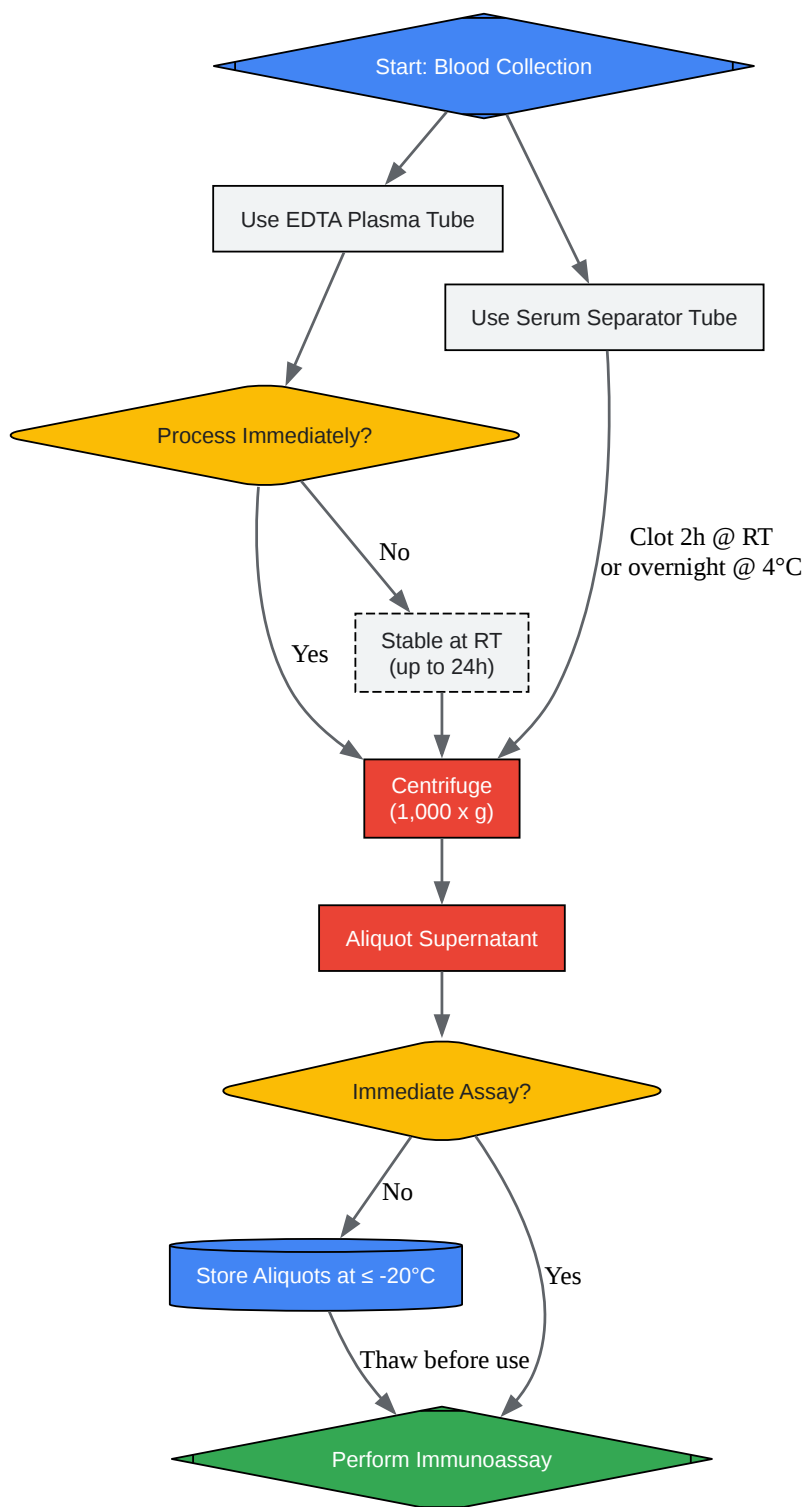 Start: Blood Collection
Use EDTA Plasma Tube
Use Serum Separator Tube
Process Immediately?
No
Clot 2h @ RT
or overnight @ 4°C
Yes
Stable at RT
(up to 24h)
Centrifuge
(1,000 x g)
Aliquot Supernatant
Immediate Assay?
No
Store Aliquots at ≤ -20°C
Yes
Thaw before use
Perform Immunoassay